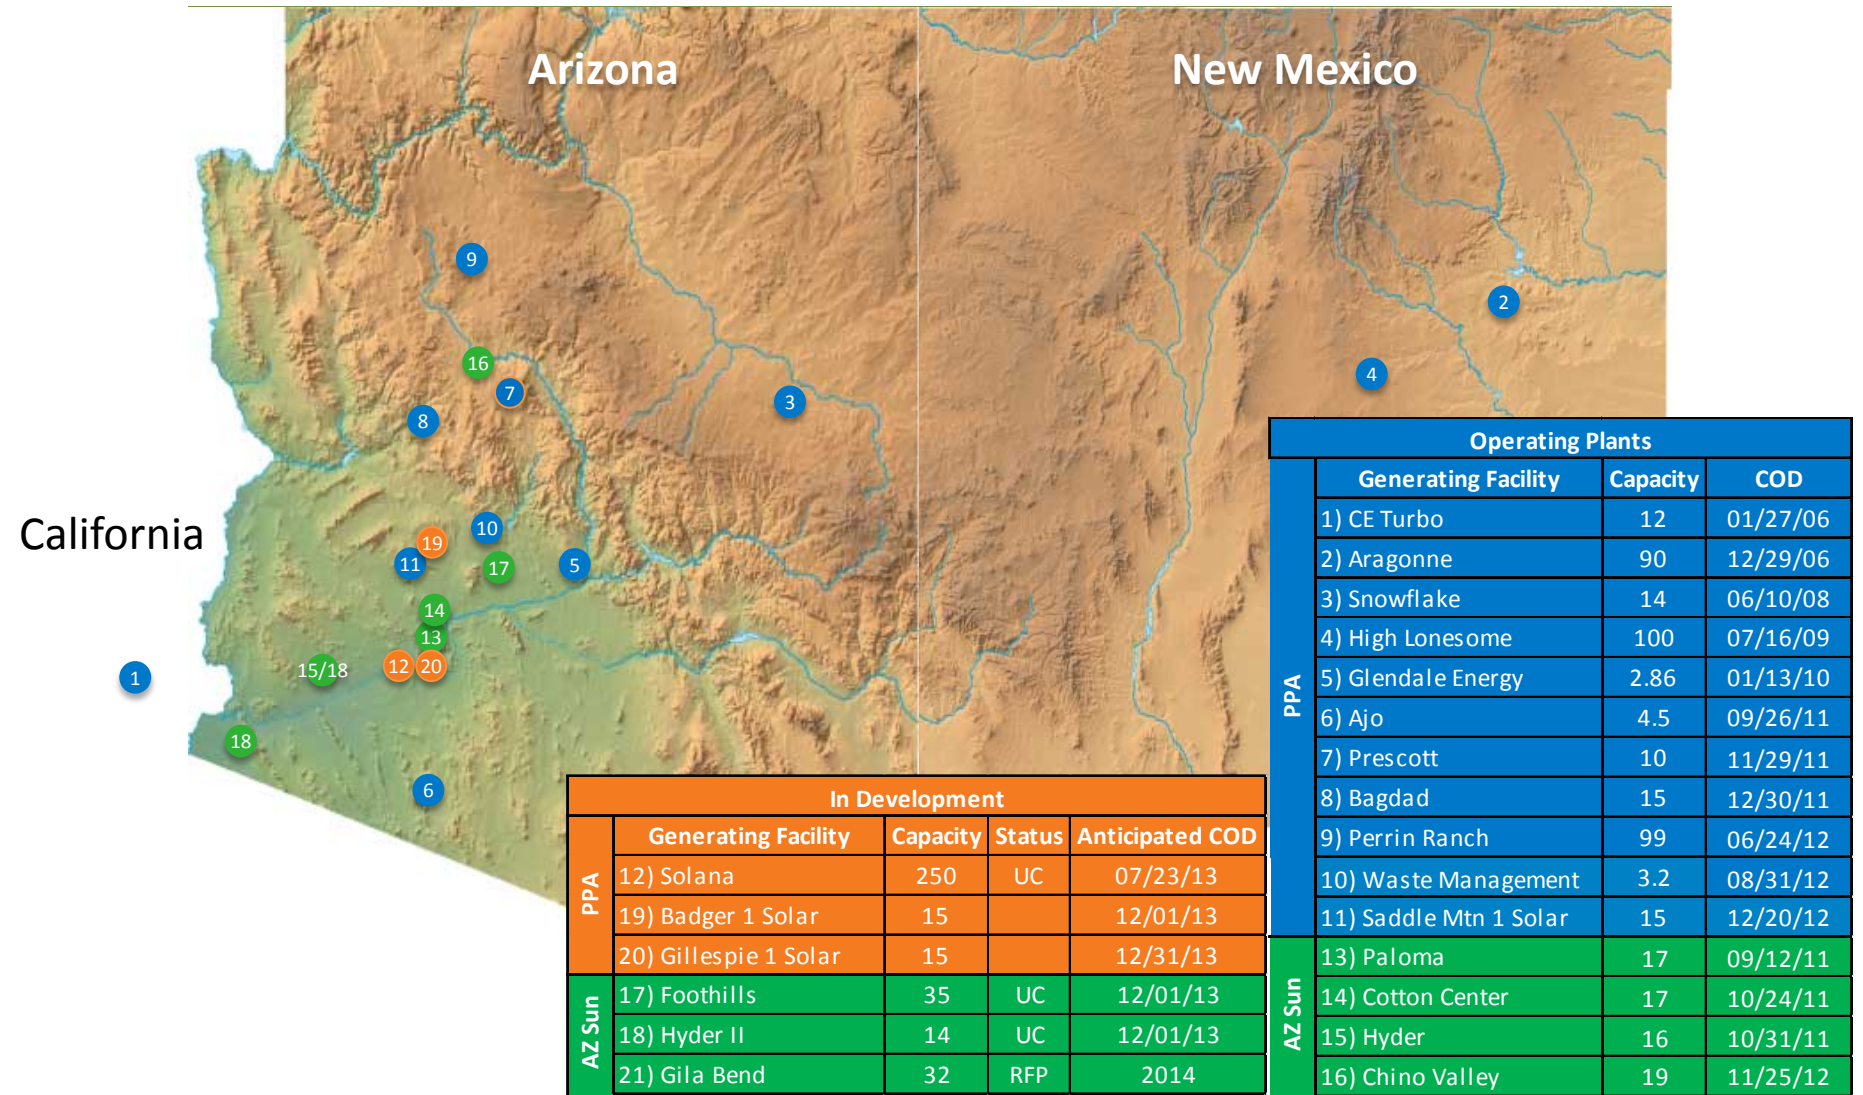 Arizona
New Mexico
California
9
2
16
7
4
3
8
10
19
11
17
5
14
13
15/18
12
20
1
18
6
Operating Plants
PPA
Generating Facility Capacity COD
1) CE Turbo 12 01/27/06
2) Aragonne 90 12/29/06
3) Snowflake 14 06/10/08
4) High Lonesome 100 07/16/09
5) Glendale Energy 2.86 01/13/10
6) Ajo 4.5 09/26/11
7) Prescott 10 11/29/11
8) Bagdad 15 12/30/11
9) Perrin Ranch 99 06/24/12
10) Waste Management 3.2 08/31/12
11) Saddle Mtn 1 Solar 15 12/20/12
AZ Sun
13) Paloma 17 09/12/11
14) Cotton Center 17 10/24/11
15) Hyder 16 10/31/11
16) Chino Valley 19 11/25/12
In Development
PPA
Generating Facility Capacity Status Anticipated COD
12) Solana 250 UC 07/23/13
19) Badger 1 Solar 15 12/01/13
20) Gillespie 1 Solar 15 12/31/13
AZ Sun
17) Foothills 35 UC 12/01/13
18) Hyder II 14 UC 12/01/13
21) Gila Bend 32 RFP 2014